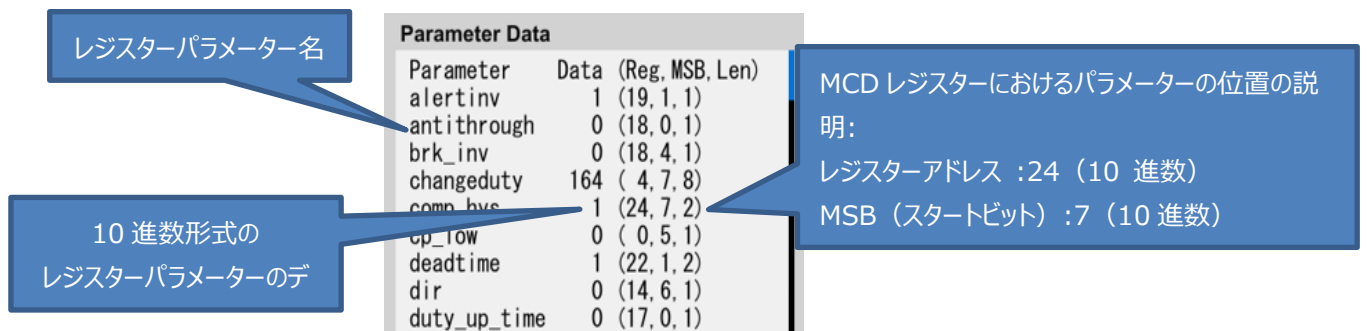 レジスターパラメーター名
Parameter Data
Parameter Data (Reg,MSB,Len)
alertinv 1 (19,1,1)
antithrough 0 (18,0,1)
brk_inv 0 (18,4,1)
changeduty 164 ( 4,7,8)
comp_hys 1 (24,7,2)
cp_low 0 ( 0,5,1)
deadtime 1 (22,1,2)
dir 0 (14,6,1)
duty_up_time 0 (17,0,1)
MCD レジスターにおけるパラメーターの位置の説
明:
レジスターアドレス :24（10 進数）
MSB（スタートビット）:7（10 進数）
10 進数形式の
レジスターパラメーターのデ